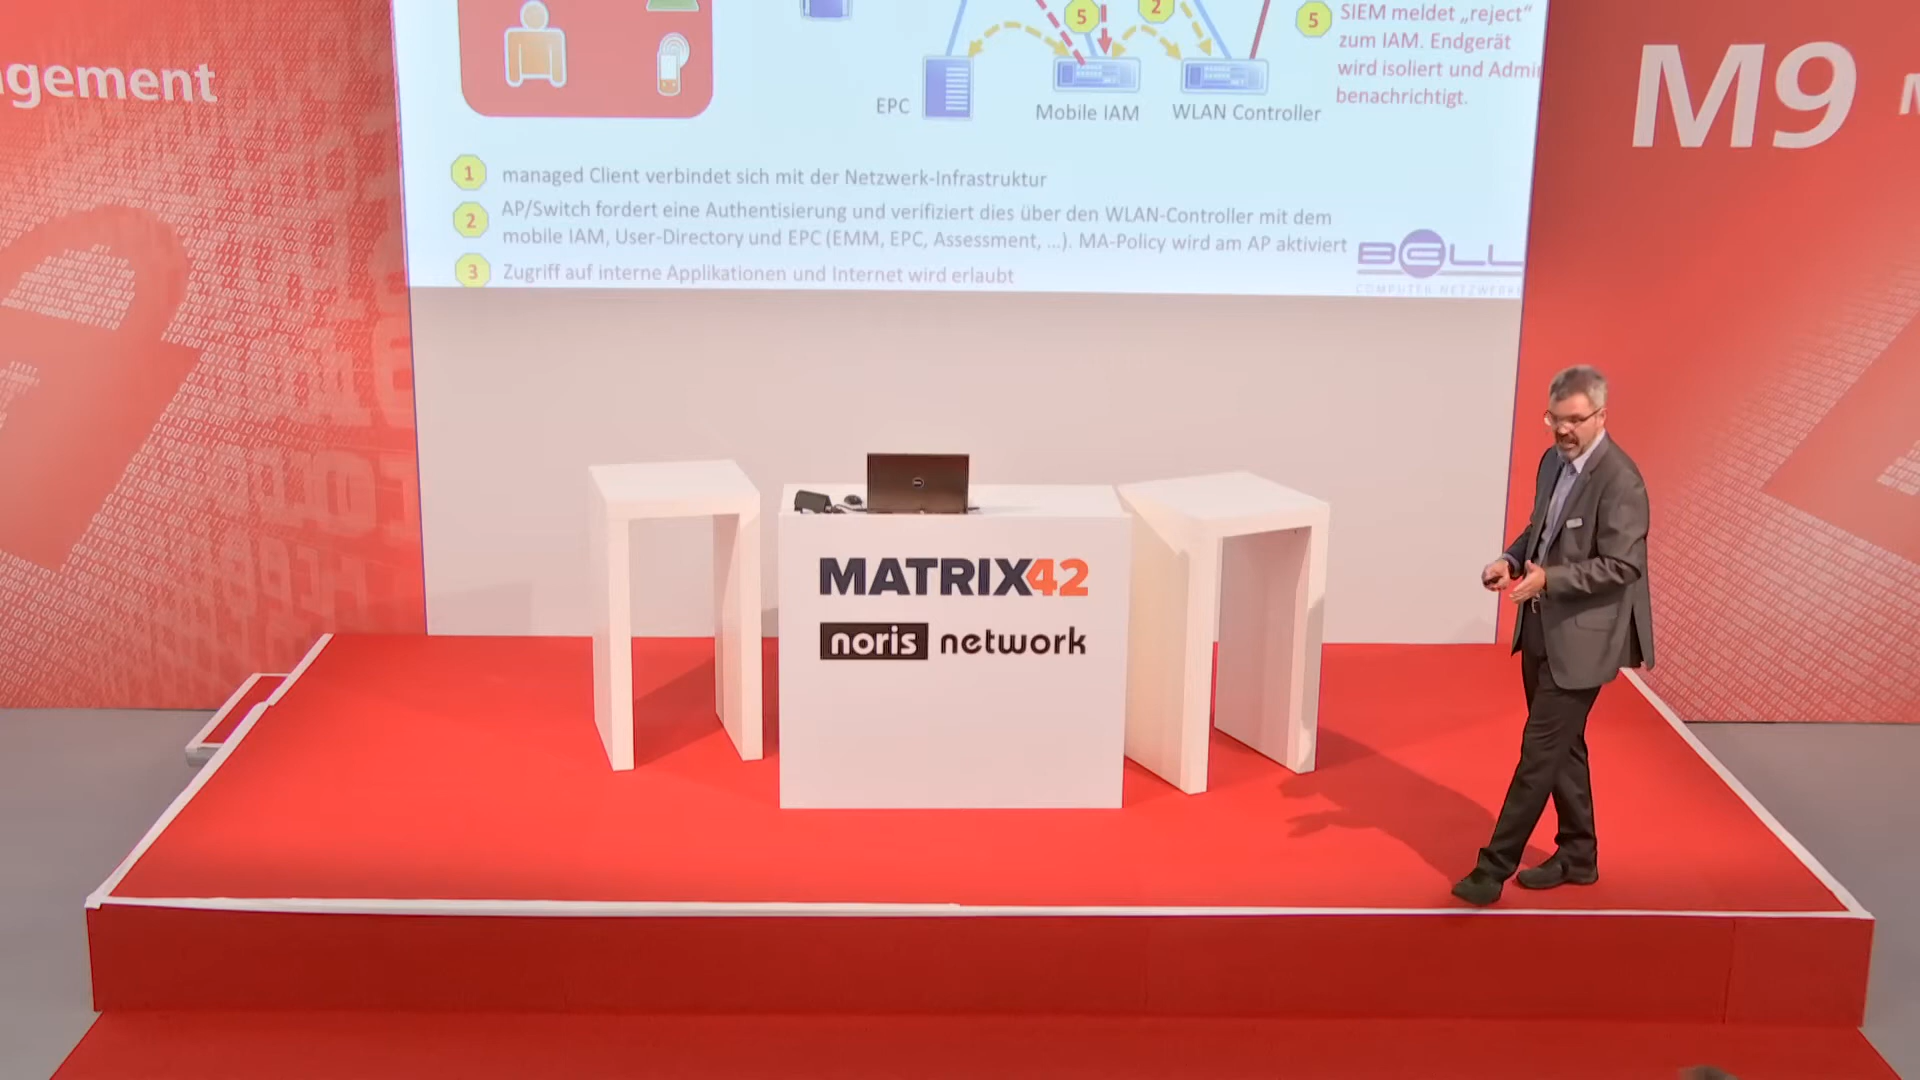 gement
M9
5
2
5
SIEM meldet „reject“
zum IAM. Endgerät
wird isoliert und Admi
benachrichtigt.
EPC
Mobile IAM
WLAN Controller
1 managed Client verbindet sich mit der Netzwerk-Infrastruktur
2 AP/Switch fordert eine Authentisierung und verifiziert dies über den WLAN-Controller mit dem
mobile IAM, User-Directory und EPC (EMM, EPC, Assessment, ...). MA-Policy wird am AP aktiviert
3 Zugriff auf interne Applikationen und Internet wird erlaubt
BELL
COMPUTER NETZWERK
MATRIX42
noris network